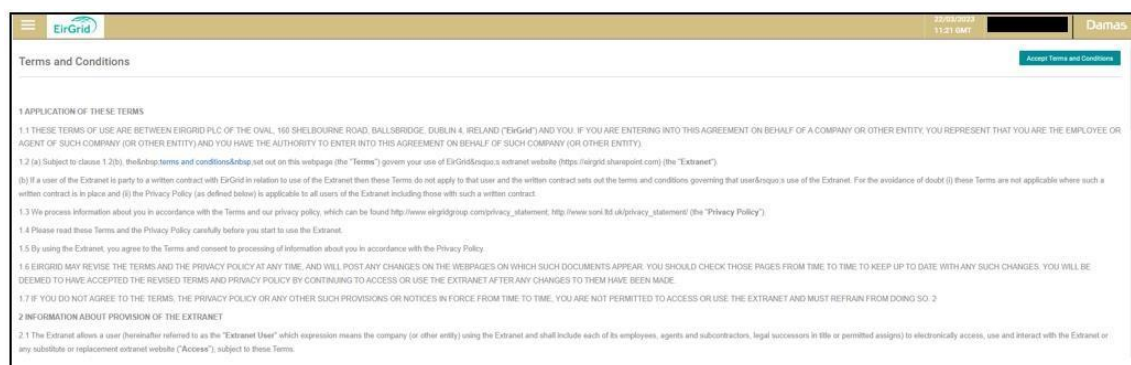 EirGrid
22/03/2023
11:21 GMT
Damas
Terms and Conditions
Accept Terms and Conditions
1 APPLICATION OF THESE TERMS
1.1 THESE TERMS OF USE ARE BETWEEN EIRGRID PLC OF THE OVAL, 160 SHELBOURNE ROAD, BALLSBRIDGE, DUBLIN 4, IRELAND ("EirGrid") AND YOU. IF YOU ARE ENTERING INTO THIS AGREEMENT ON BEHALF OF A COMPANY OR OTHER ENTITY, YOU REPRESENT THAT YOU ARE THE EMPLOYEE OR
AGENT OF SUCH COMPANY (OR OTHER ENTITY) AND YOU HAVE THE AUTHORITY TO ENTER INTO THIS AGREEMENT ON BEHALF OF SUCH COMPANY (OR OTHER ENTITY).
1.2 (a) Subject to clause 1.2(b), the&nbsp;terms and conditions&nbsp;set out on this webpage (the "Terms") govern your use of EirGrid&rsquo;s extranet website (https://eirgrid.sharepoint.com) (the "Extranet").
(b) If a user of the Extranet is party to a written contract with EirGrid in relation to use of the Extranet then these Terms do not apply to that user and the written contract sets out the terms and conditions governing that user&rsquo;s use of the Extranet. For the avoidance of doubt (i) these Terms are not applicable where such a
written contract is in place and (ii) the Privacy Policy (as defined below) is applicable to all users of the Extranet including those with such a written contract.
1.3 We process information about you in accordance with the Terms and our privacy policy, which can be found http://www.eirgridgroup.com/privacy_statement; http://www.soni.ltd.uk/privacy_statement/ (the "Privacy Policy")
1.4 Please read these Terms and the Privacy Policy carefully before you start to use the Extranet.
1.5 By using the Extranet, you agree to the Terms and consent to processing of information about you in accordance with the Privacy Policy.
1.6 EIRGRID MAY REVISE THE TERMS AND THE PRIVACY POLICY AT ANY TIME, AND WILL POST ANY CHANGES ON THE WEBPAGES ON WHICH SUCH DOCUMENTS APPEAR. YOU SHOULD CHECK THOSE PAGES FROM TIME TO TIME TO KEEP UP TO DATE WITH ANY SUCH CHANGES. YOU WILL BE
DEEMED TO HAVE ACCEPTED THE REVISED TERMS AND PRIVACY POLICY BY CONTINUING TO ACCESS OR USE THE EXTRANET AFTER ANY CHANGES TO THEM HAVE BEEN MADE.
1.7 IF YOU DO NOT AGREE TO THE TERMS, THE PRIVACY POLICY OR ANY OTHER SUCH PROVISIONS OR NOTICES IN FORCE FROM TIME TO TIME, YOU ARE NOT PERMITTED TO ACCESS OR USE THE EXTRANET AND MUST REFRAIN FROM DOING SO. 2
2 INFORMATION ABOUT PROVISION OF THE EXTRANET
2.1 The Extranet allows a user (hereinafter referred to as the "Extranet User" which expression means the company (or other entity) using the Extranet and shall include each of its employees, agents and subcontractors, legal successors in title or permitted assigns) to electronically access, use and interact with the Extranet or
any substitute or replacement extranet website ("Access"), subject to these Terms.